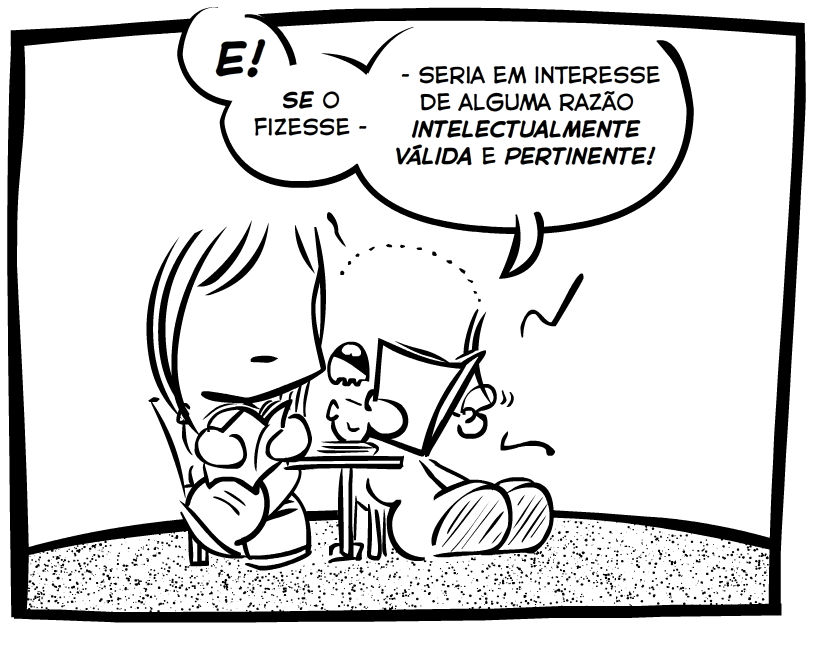 E!
SE O
FIZESSE -
- SERIA EM INTERESSE
DE ALGUMA RAZÃO
INTELECTUALMENTE
VÁLIDA E PERTINENTE!